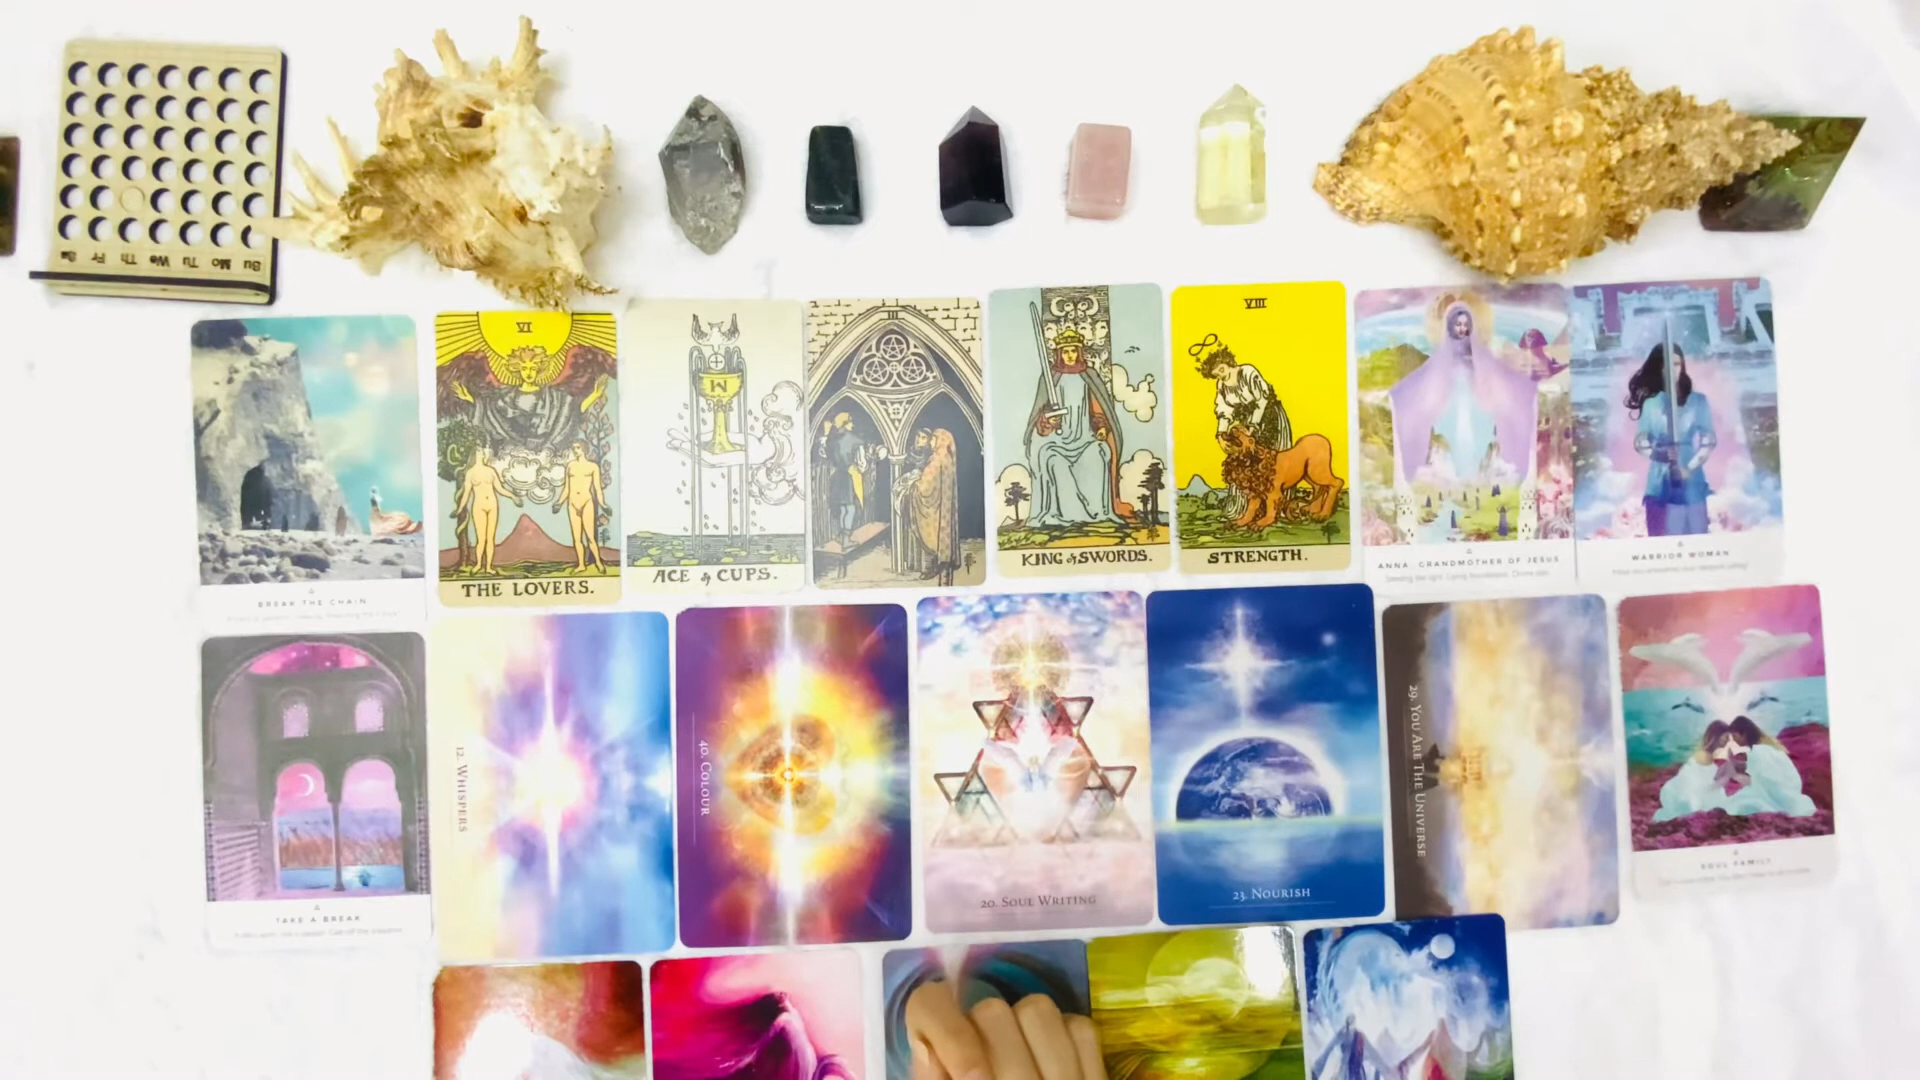 Sa Fr Th We Tu Mo Su
VI
THE LOVERS.
ACE of CUPS.
III
KING of SWORDS.
VIII
STRENGTH.
ANNA, GRANDMOTHER OF JESUS
WARRIOR WOMAN
BREAK THE CHAIN
12. WHISPERS
40. COLOUR
20. SOUL WRITING
23. NOURISH
29. YOU ARE THE UNIVERSE
SOUL FAMILY
TAKE A BREAK